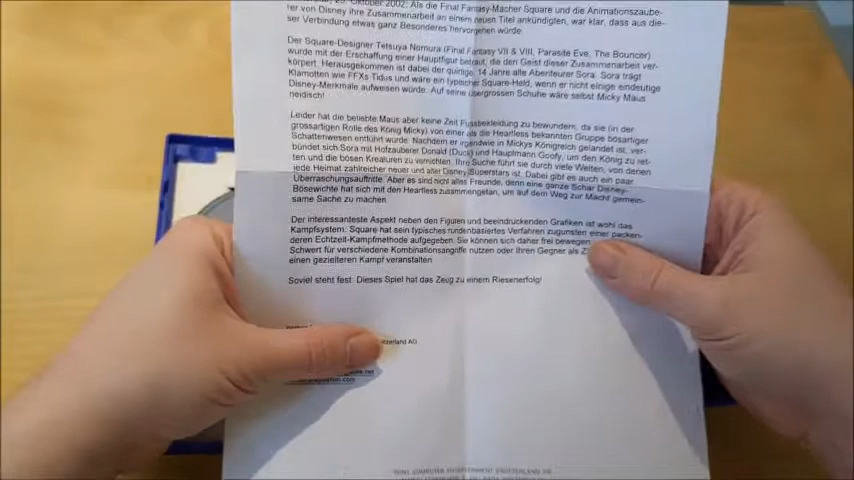 23. Oktober 2002: Als die Final Fantasy-Macher Square und die Animationszaube-
rer von Disney ihre Zusammenarbeit an einem neuen Titel ankündigten, war klar, dass aus die-
ser Verbindung etwas ganz Besonderes hervorgehen würde.
Der Square-Designer Tetsuya Nomura (Final Fantasy VII & VIII, Parasite Eve, The Bouncer)
wurde mit der Erschaffung einer Hauptfigur betraut, die den Geist dieser Zusammenarbeit ver-
körpert. Herausgekommen ist dabei der quirlige, 14 Jahre alte Abenteurer Sora. Sora trägt
Klamotten wie FFXs Tidus und wäre ein typischer Square-Held, wenn er nicht einige eindeutige
Disney-Merkmale aufweisen würde. Auf seine übergrossen Schuhe wäre selbst Micky Maus
neidisch!
Leider hat die beliebte Maus aber keine Zeit Fussbekleidung zu bewundern, da sie (in der
grossartigen Rolle des König Micky) von einer als die Heartless bekannten Gruppe bösartiger
Schattenwesen entführt wurde. Nachdem er irgendwie in Mickys Königreich gelandet ist, ver-
bündet sich Sora mit Hofzauberer Donald (Duck) und Hauptmann Goofy, um den König zu ret-
ten und die bösen Kreaturen zu vernichten. Ihre Suche führt sie durch viele Welten, von denen
jede Heimat zahlreicher neuer und alter Disney Superstars ist. Dabei gibt es auch ein paar
Überraschungsauftritte. Aber es sind nicht alles Freunde, denn eine ganze Schar Disney-
Bösewichte hat sich mit den Heartless zusammengetan, um auf dem Weg zur Macht gemein-
same Sache zu machen.
Der interessanteste Aspekt neben den Figuren und beeindruckenden Grafiken ist wohl das
Kampfsystem: Square hat sein typisches rundenbasiertes Verfahren zugunsten einer pac-
kenderen Echtzeit-Kampfmethode aufgegeben. Sie können sich daher frei bewegen
für verschiedene Kombinationsangriffe nutzen oder Ihren Gegner als Zi
einen gezielteren Kampf veranstalten.
Soviel steht fest: Dieses Spiel hat das Zeug zu einem Riesenerfolg!
itzerland AG